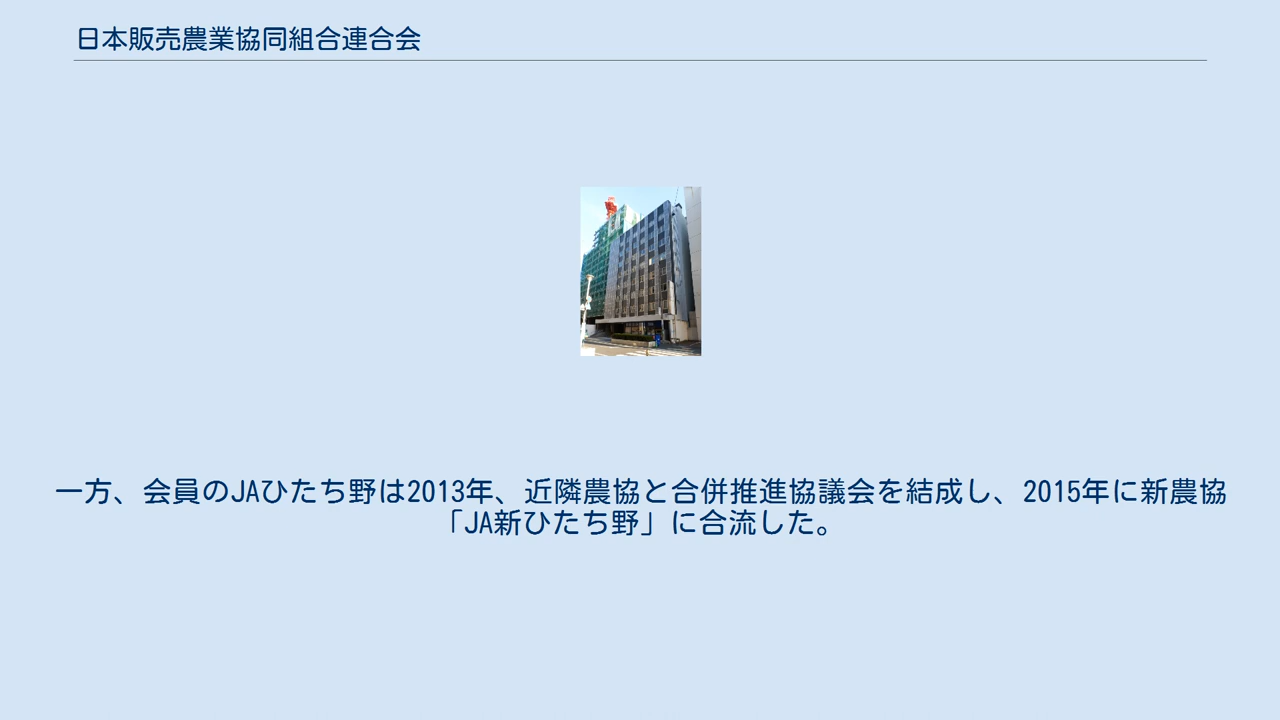 日本販売農業協同組合連合会
一方、会員のJAひたち野は2013年、近隣農協と合併推進協議会を結成し、2015年に新農協
「JA新ひたち野」に合流した。